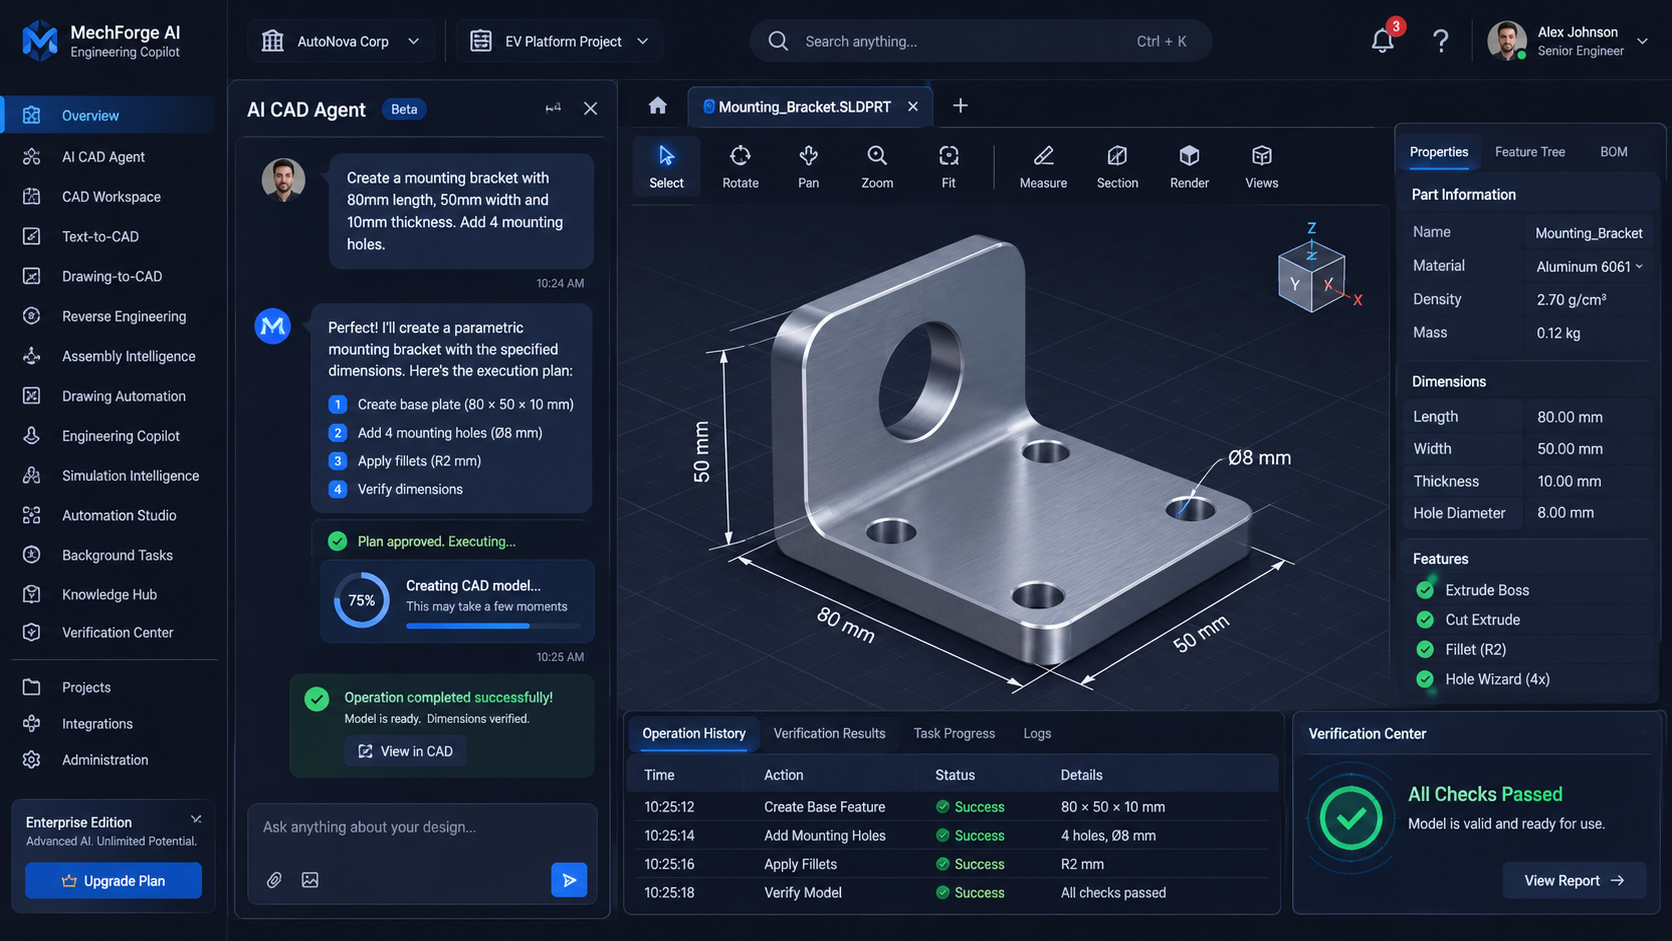 MechForge AI
Engineering Copilot
AutoNova Corp
EV Platform Project
Search anything...
Ctrl + K
3
?
Alex Johnson
Senior Engineer
Overview
AI CAD Agent
CAD Workspace
Text-to-CAD
Drawing-to-CAD
Reverse Engineering
Assembly Intelligence
Drawing Automation
Engineering Copilot
Simulation Intelligence
Automation Studio
Background Tasks
Knowledge Hub
Verification Center
Projects
Integrations
Administration
Enterprise Edition
Advanced AI. Unlimited Potential.
Upgrade Plan
AI CAD Agent
Beta
Create a mounting bracket with
80mm length, 50mm width and
10mm thickness. Add 4 mounting
holes.
10:24 AM
Perfect! I'll create a parametric
mounting bracket with the specified
dimensions. Here's the execution plan:
1 Create base plate (80 × 50 × 10 mm)
2 Add 4 mounting holes (Ø8 mm)
3 Apply fillets (R2 mm)
4 Verify dimensions
Plan approved. Executing...
75%
Creating CAD model...
This may take a few moments
10:25 AM
Operation completed successfully!
Model is ready. Dimensions verified.
View in CAD
Ask anything about your design...
Mounting_Bracket.SLDPRT
Select
Rotate
Pan
Zoom
Fit
Measure
Section
Render
Views
Z
Z
Y
X
X
50 mm
Ø8 mm
80 mm
50 mm
Properties
Feature Tree
BOM
Part Information
Name Mounting_Bracket
Material Aluminum 6061
Density 2.70 g/cm³
Mass 0.12 kg
Dimensions
Length 80.00 mm
Width 50.00 mm
Thickness 10.00 mm
Hole Diameter 8.00 mm
Features
Extrude Boss
Cut Extrude
Fillet (R2)
Hole Wizard (4x)
Operation History
Verification Results
Task Progress
Logs
Time Action Status Details
10:25:12 Create Base Feature Success 80 × 50 × 10 mm
10:25:14 Add Mounting Holes Success 4 holes, Ø8 mm
10:25:16 Apply Fillets Success R2 mm
10:25:18 Verify Model Success All checks passed
Verification Center
All Checks Passed
Model is valid and ready for use.
View Report